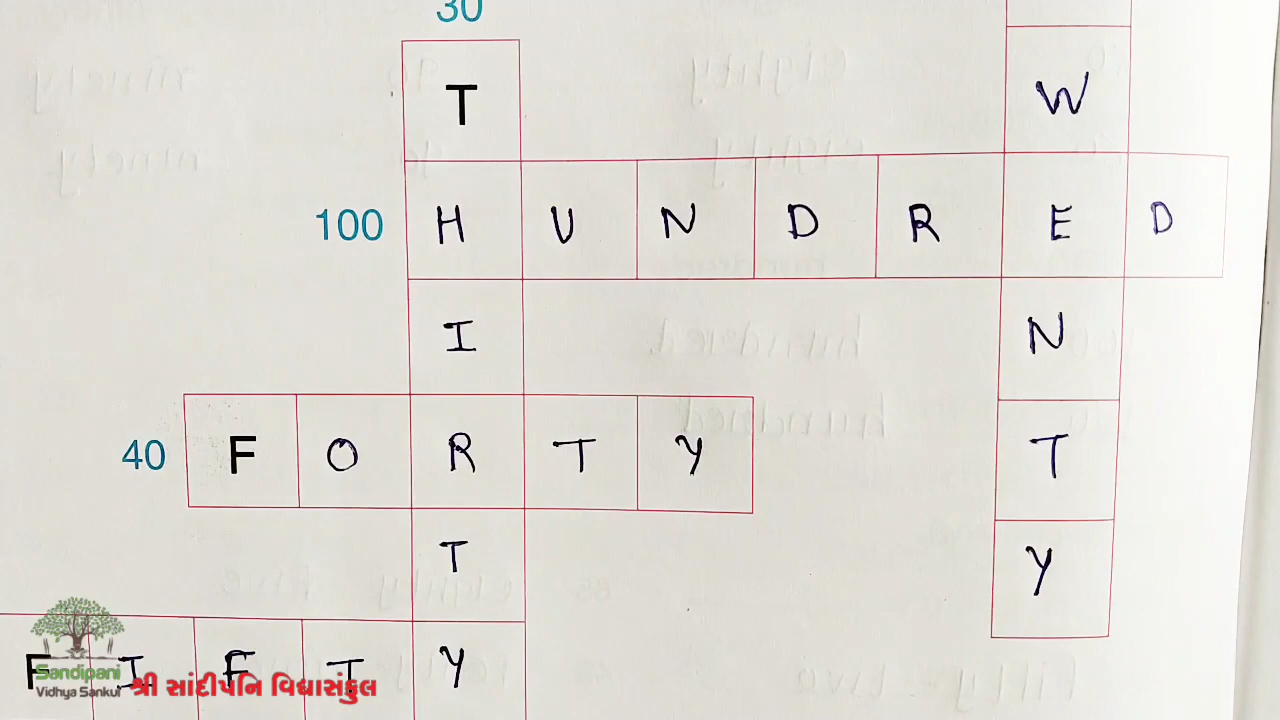 30
T
W
100 H U N D R E D
I N
40 F O R T Y T
T Y
F I F T Y
Sandipani
Vidhya Sankul
શ્રી સાંદીપનિ વિદ્યાસંકુલ